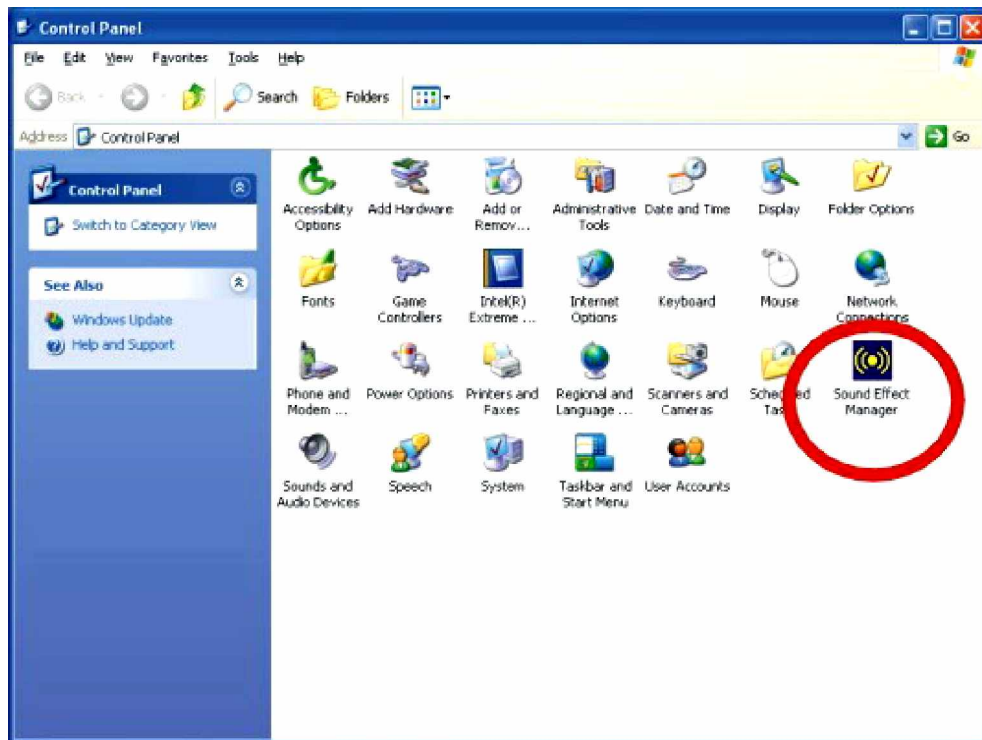 Control Panel
File Edit View Favorites Tools Help
Back Search Folders
Address Control Panel Go
Control Panel
Switch to Category View
See Also
Windows Update
Help and Support
Accessibility Options
Add Hardware
Add or Remov...
Administrative Tools
Date and Time
Display
Folder Options
Fonts
Game Controllers
Intel(R) Extreme ...
Internet Options
Keyboard
Mouse
Network Connections
Phone and Modem ...
Power Options
Printers and Faxes
Regional and Language ...
Scanners and Cameras
Scheduled Tasks
Sound Effect Manager
Sounds and Audio Devices
Speech
System
Taskbar and Start Menu
User Accounts